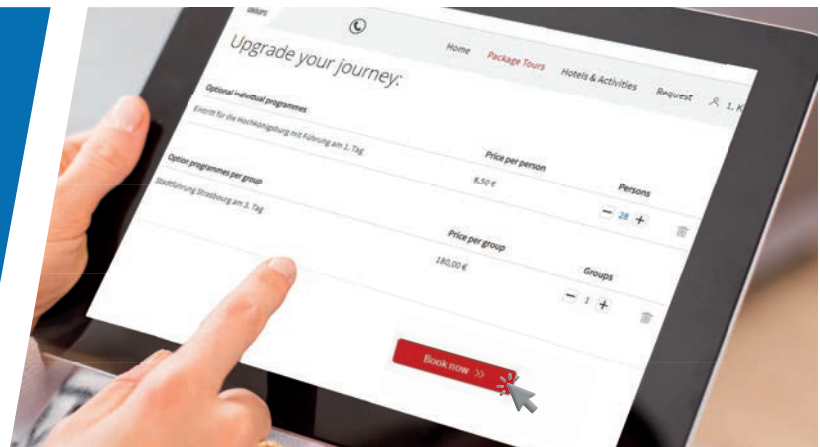 Home Package Tours Hotels & Activities Request 1. K
Upgrade your journey:
Optional individual programmes Price per person Persons
Eintritt für die Hochkönigsburg mit Führung am 1. Tag 8,50 € 28
Option programmes per group Price per group Groups
Stadtführung Strasbourg am Tag 180,00 € 1
Book now >>